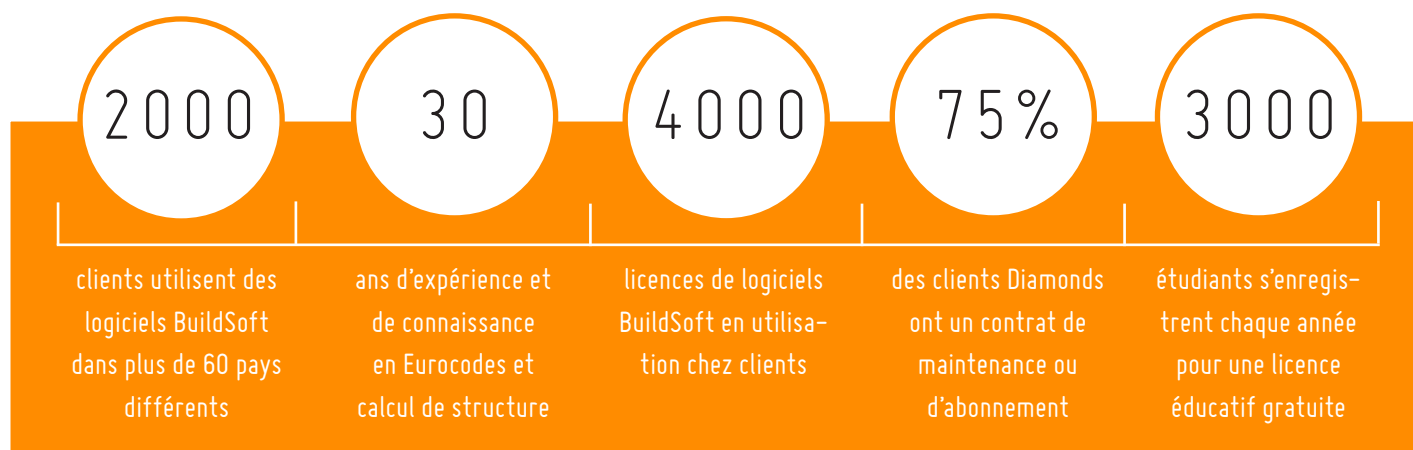 2000
30
4000
75%
3000
clients utilisent des
logiciels BuildSoft
dans plus de 60 pays
différents
ans d'expérience et
de connaissance
en Eurocodes et
calcul de structure
licences de logiciels
BuildSoft en utilisa-
tion chez clients
des clients Diamonds
ont un contrat de
maintenance ou
d'abonnement
étudiants s'enregis-
trent chaque année
pour une licence
éducatif gratuite